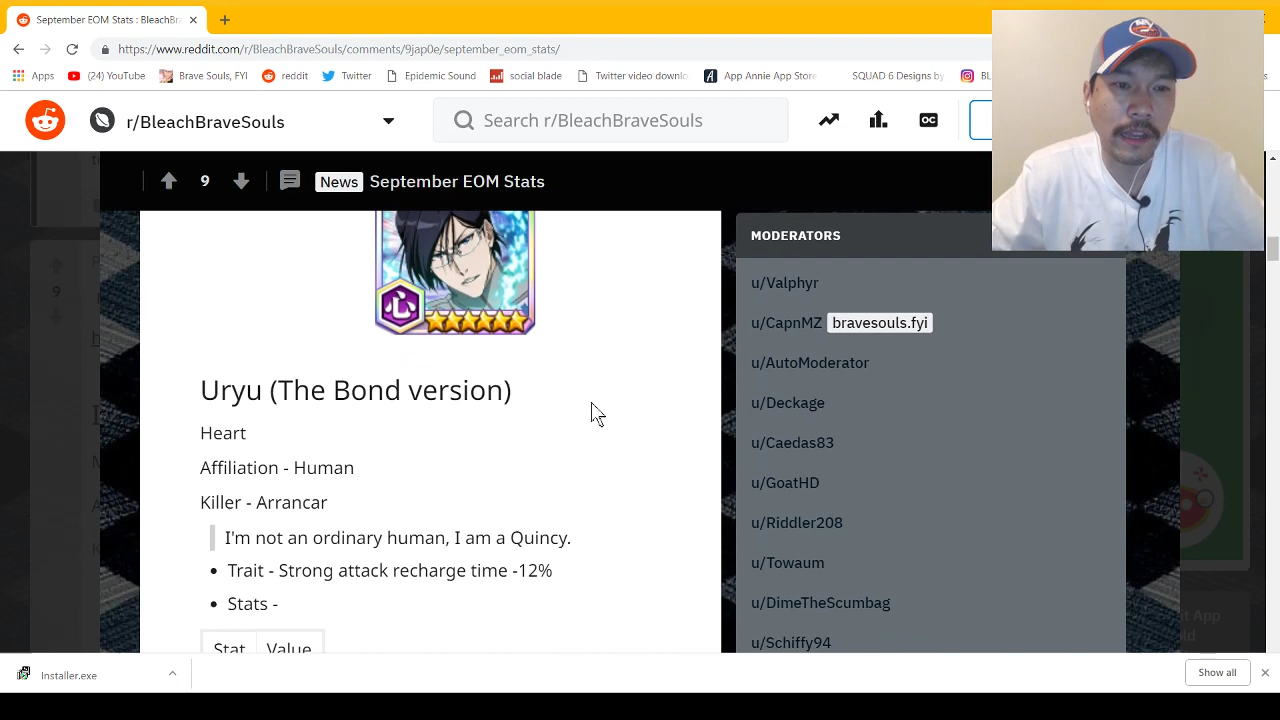 September EOM Stats : BleachBrav
https://www.reddit.com/r/BleachBraveSouls/comments/9jap0e/september_eom_stats/
Apps
(24) YouTube
Brave Souls, FYI
reddit
Twitter
Epidemic Sound
social blade
Twitter video downlo
App Annie App Store
SQUAD 6 Designs by
r/BleachBraveSouls
Search r/BleachBraveSouls
OC
9
News
September EOM Stats
心
Uryu (The Bond version)
Heart
Affiliation - Human
Killer - Arrancar
I'm not an ordinary human, I am a Quincy.
• Trait - Strong attack recharge time -12%
• Stats -
Stat Value
MODERATORS
u/Valphyr
u/CapnMZ bravesouls.fyi
u/AutoModerator
u/Deckage
u/Caedas83
u/GoatHD
u/Riddler208
u/Towaum
u/DimeTheScumbag
u/Schiffy94
9
Installer.exe
Show all